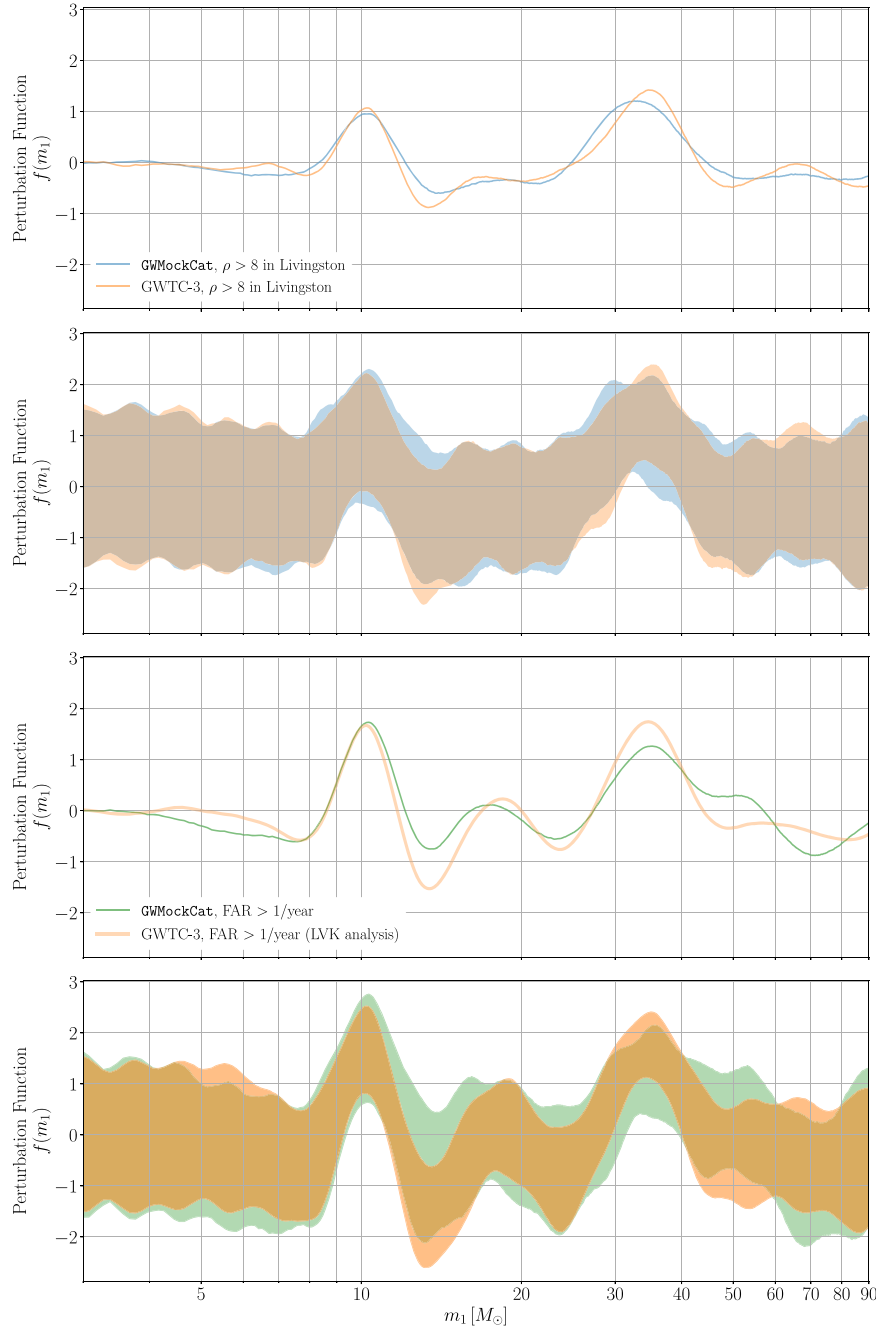 3
2
1
0
−1
−2
Perturbation Function
f(m₁)
GWMockCat, ρ > 8 in Livingston
GWTC-3, ρ > 8 in Livingston
3
2
1
0
−1
−2
Perturbation Function
f(m₁)
3
2
1
0
−1
−2
Perturbation Function
f(m₁)
GWMockCat, FAR > 1/year
GWTC-3, FAR > 1/year (LVK analysis)
3
2
1
0
−1
−2
Perturbation Function
f(m₁)
5 10 20 30 40 50 60 70 80 90
m₁ [M☉]